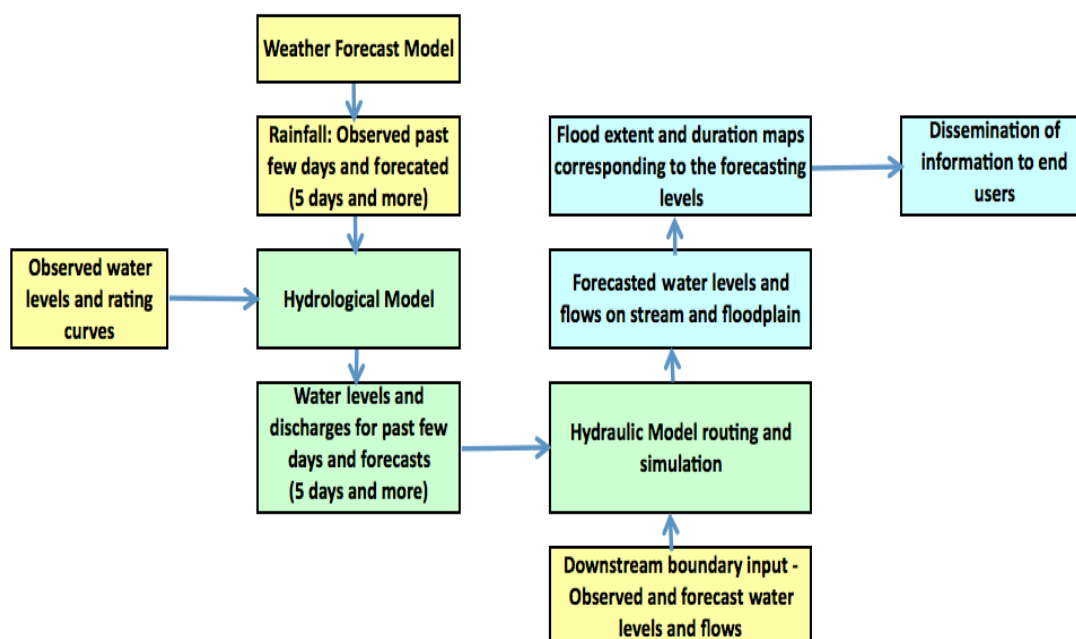 Weather Forecast Model
Rainfall: Observed past
few days and forecated
(5 days and more)
Flood extent and duration maps
corresponding to the forecasting
levels
Dissemination of
information to end
users
Observed water
levels and rating
curves
Hydrological Model
Forecasted water levels and
flows on stream and floodplain
Water levels and
discharges for past few
days and forecasts
(5 days and more)
Hydraulic Model routing and
simulation
Downstream boundary input -
Observed and forecast water
levels and flows